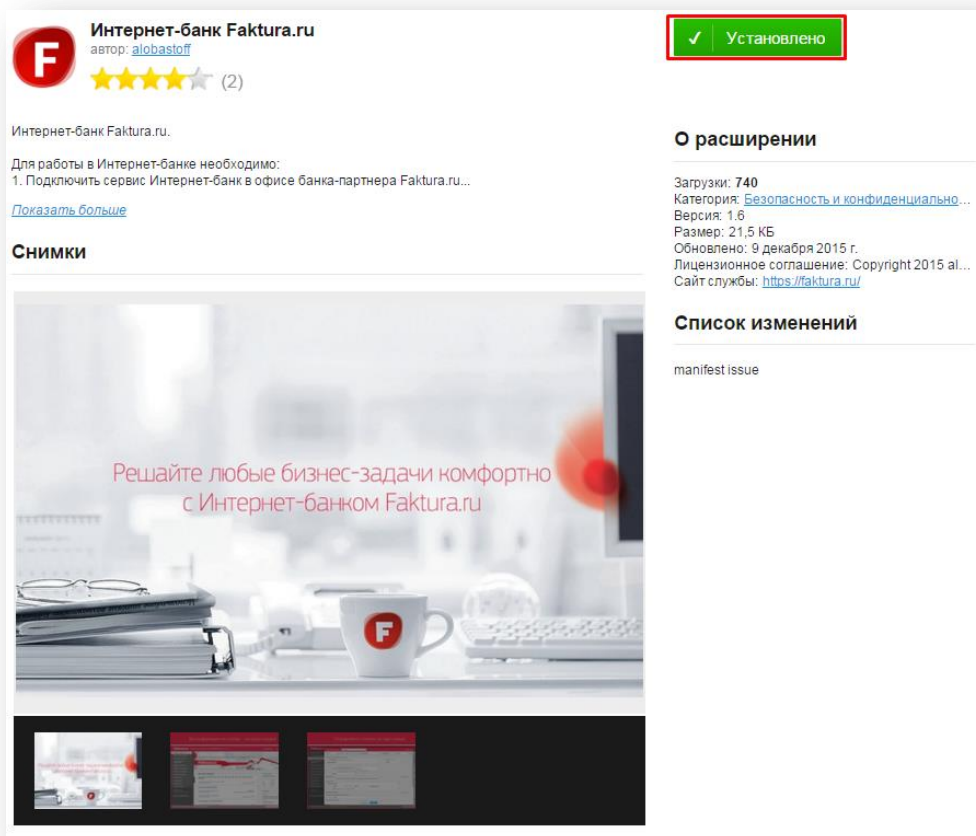 Интернет-банк Faktura.ru
автор: alobastoff
(2)
✓ Установлено
Интернет-банк Faktura.ru.
Для работы в Интернет-банке необходимо:
1. Подключить сервис Интернет-банк в офисе банка-партнера Faktura.ru...
Показать больше
Снимки
Решайте любые бизнес-задачи комфортно
с Интернет-банком Faktura.ru
F
О расширении
Загрузки: 740
Категория: Безопасность и конфиденциально...
Версия: 1.6
Размер: 21,5 КБ
Обновлено: 9 декабря 2015 г.
Лицензионное соглашение: Copyright 2015 al...
Сайт службы: https://faktura.ru/
Список изменений
manifest issue